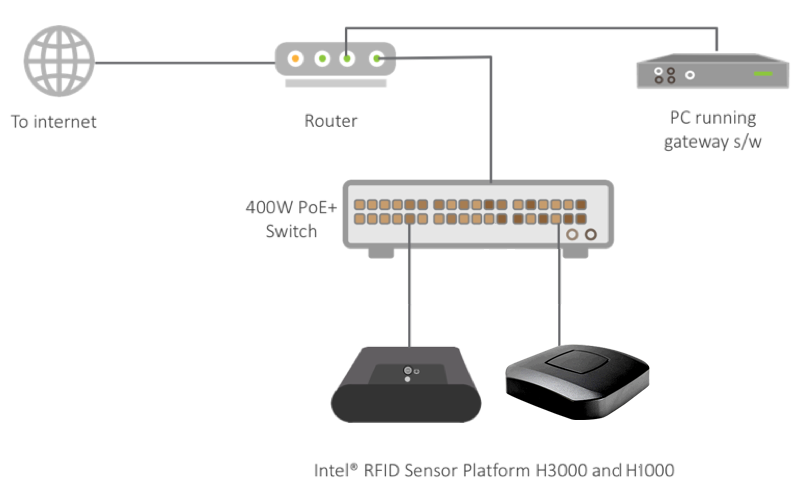 To internet
Router
PC running
gateway s/w
400W PoE+
Switch
Intel® RFID Sensor Platform H3000 and H1000